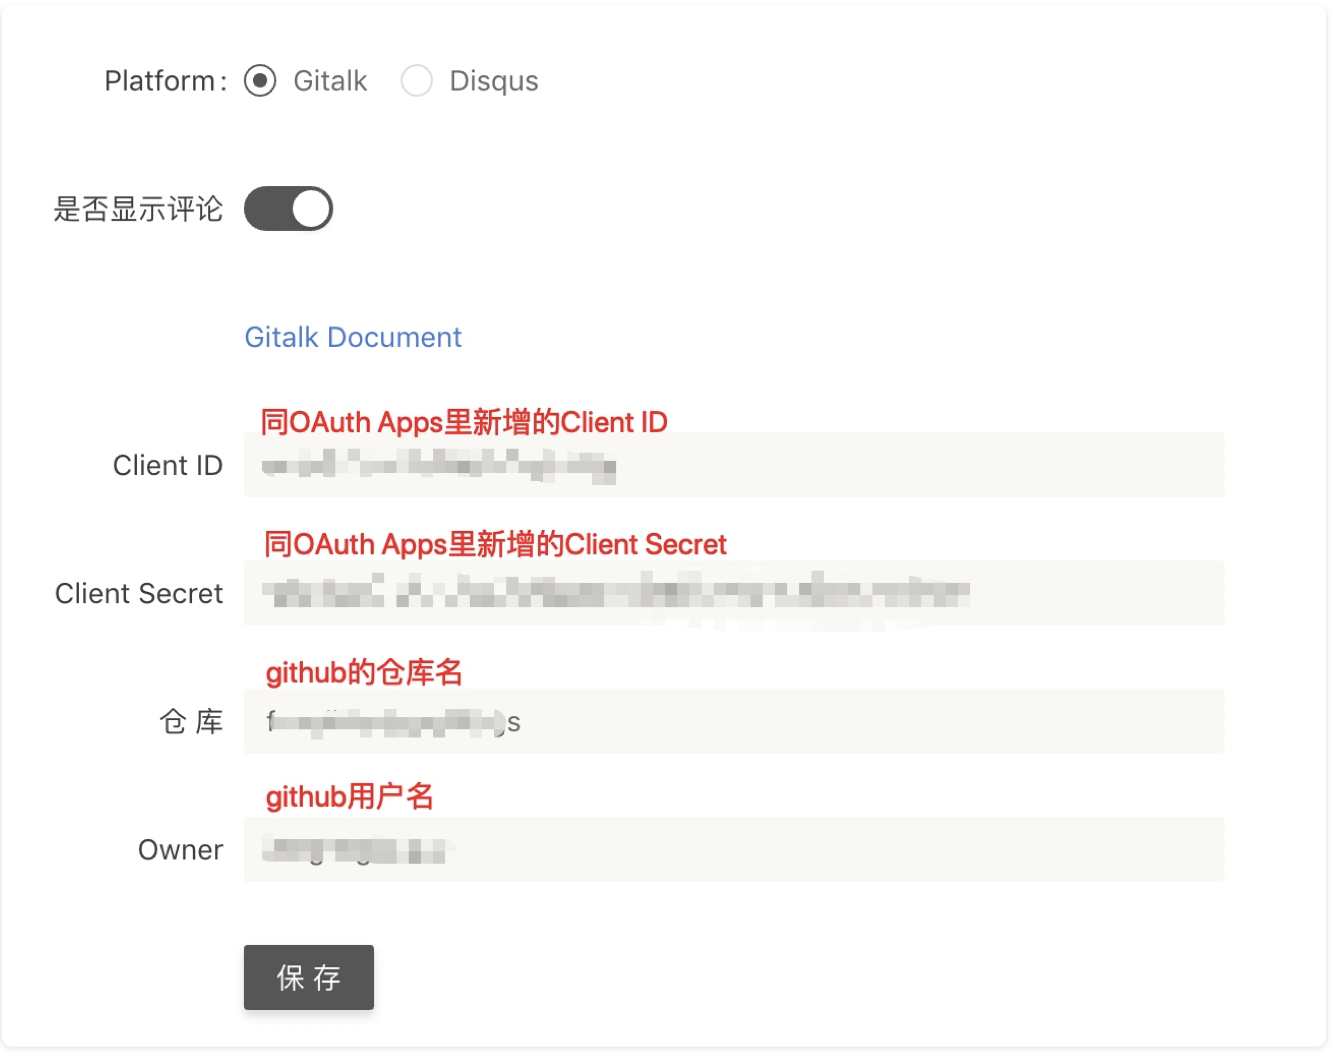 Platform: Gitalk Disqus
是否显示评论
Gitalk Document
同OAuth Apps里新增的Client ID
Client ID
同OAuth Apps里新增的Client Secret
Client Secret
github的仓库名
仓 库
github用户名
Owner
保 存